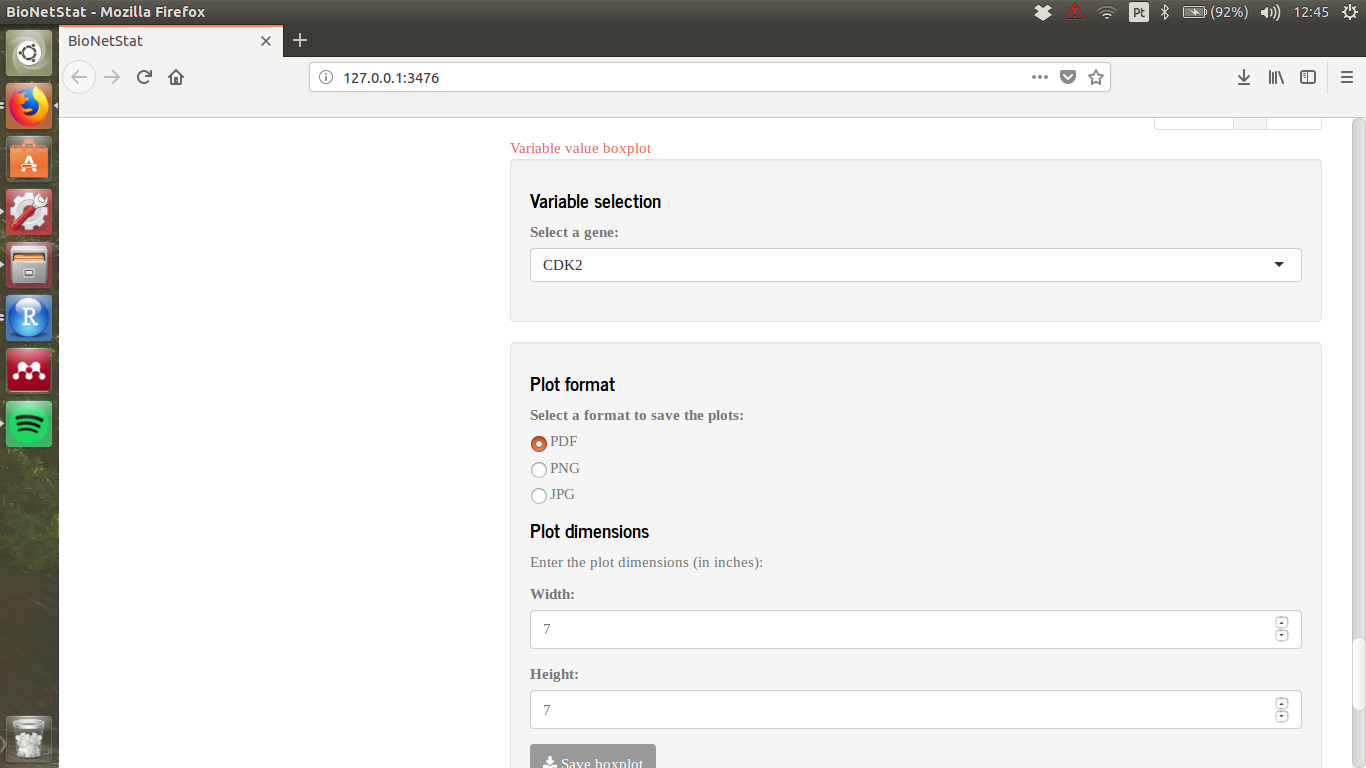 BioNetStat - Mozilla Firefox
Pt
(92%)
12:45
BioNetStat
127.0.0.1:3476
Variable value boxplot
Variable selection
Select a gene:
CDK2
Plot format
Select a format to save the plots:
PDF
PNG
JPG
Plot dimensions
Enter the plot dimensions (in inches):
Width:
7
Height:
7
Save boxplot
R